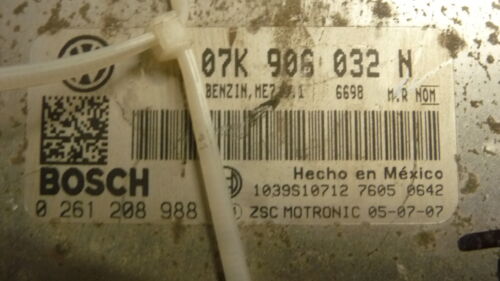 07K 906 032 N
BENZIN, 6698 M.R NOM
BOSCH
Hecho en México
1039S10712 7605 0642
0 261 208 988
ZSC MOTRONIC 05-07-07